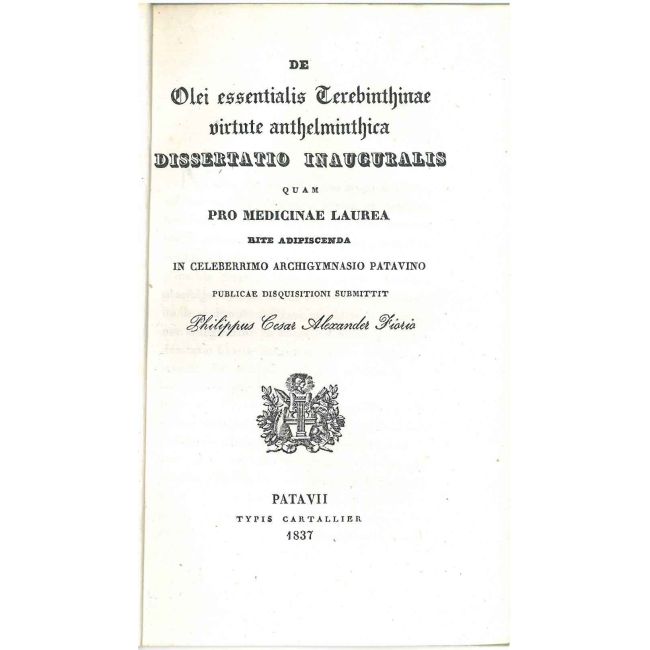 DE
Olei essentialis Terebinthinae
virtute anthelminthica
DISSERTATIO INAUGURALIS
QUAM
PRO MEDICINAE LAUREA
RITE ADIPISCENDA
IN CELEBERRIMO ARCHIGYMNASIO PATAVINO
PUBLICAE DISQUISITIONI SUBMITTIT
Philippus Cesar Alexander Fiorio
PATAVII
TYPIS CARTALLIER
1837